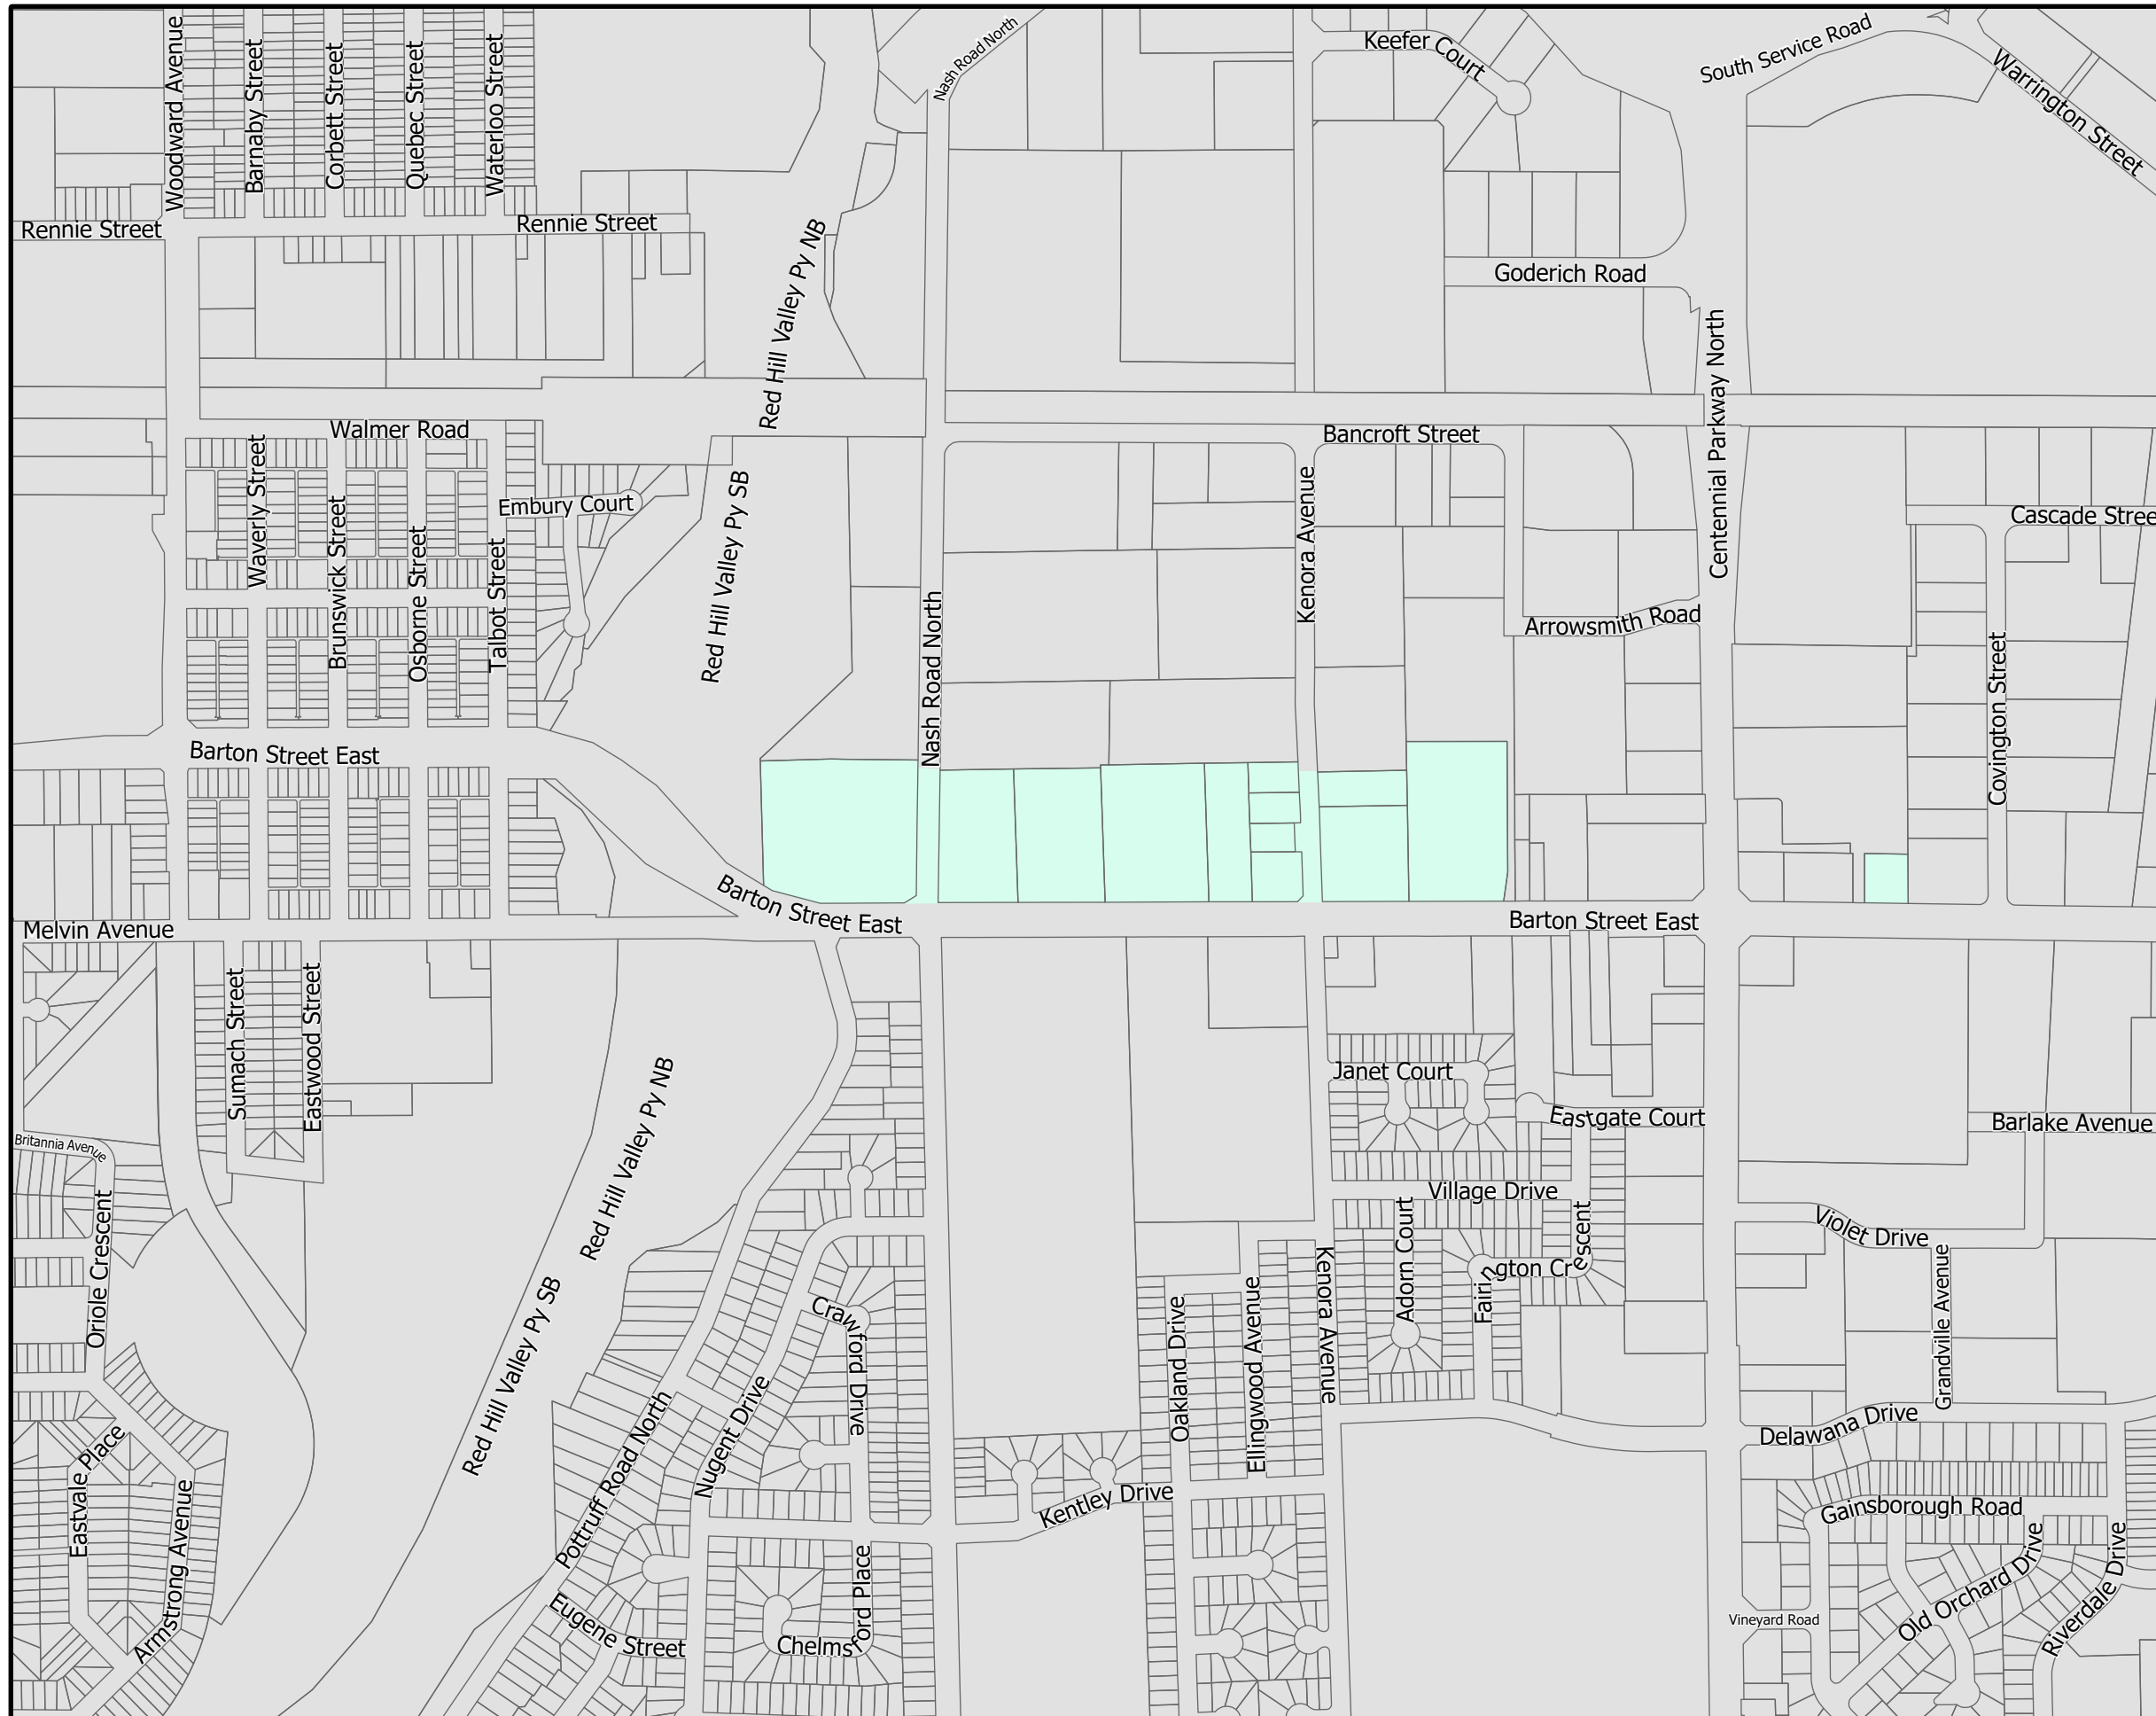 Nash Road North
Keefer Court
South Service Road
Warrington Street
Woodward Avenue
Barnaby Street
Corbett Street
Quebec Street
Waterloo Street
Rennie Street
Rennie Street
Red Hill Valley Py NB
Goderich Road
Centennial Parkway North
Walmer Road
Bancroft Street
Waverly Street
Brunswick Street
Osborne Street
Talbot Street
Embury Court
Red Hill Valley Py SB
Nash Road North
Kenora Avenue
Cascade Stree
Arrowsmith Road
Covington Street
Barton Street East
Barton Street East
Barton Street East
Melvin Avenue
Sumach Street
Eastwood Street
Red Hill Valley Py NB
Janet Court
Eastgate Court
Barlake Avenue
Britannia Avenue
Oriole Crescent
Village Drive
Violet Drive
Adorn Court
Fairington Crescent
Grandville Avenue
Red Hill Valley Py SB
Crawford Drive
Oakland Drive
Ellingwood Avenue
Kenora Avenue
Delawana Drive
Eastvale Place
Armstrong Avenue
Pottruff Road North
Nugent Drive
Kentley Drive
Gainsborough Road
Eugene Street
Chelmsford Place
Vineyard Road
Old Orchard Drive
Riverdale Drive